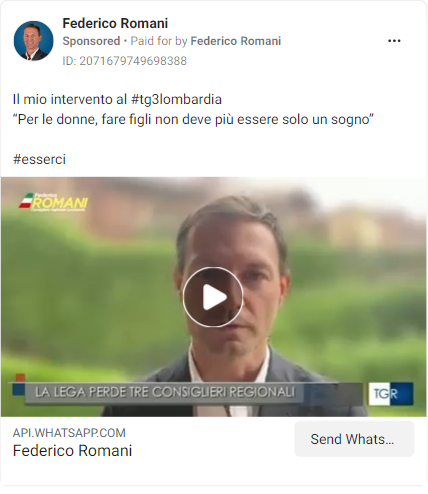 Federico Romani
Sponsored • Paid for by Federico Romani
ID: 2071679749698388
Il mio intervento al #tg3lombardia
“Per le donne, fare figli non deve più essere solo un sogno”
#esserci
Federico
ROMANI
LA LEGA PERDE TRE CONSIGLIERI REGIONALI
TGR
API.WHATSAPP.COM
Federico Romani
Send Whats...